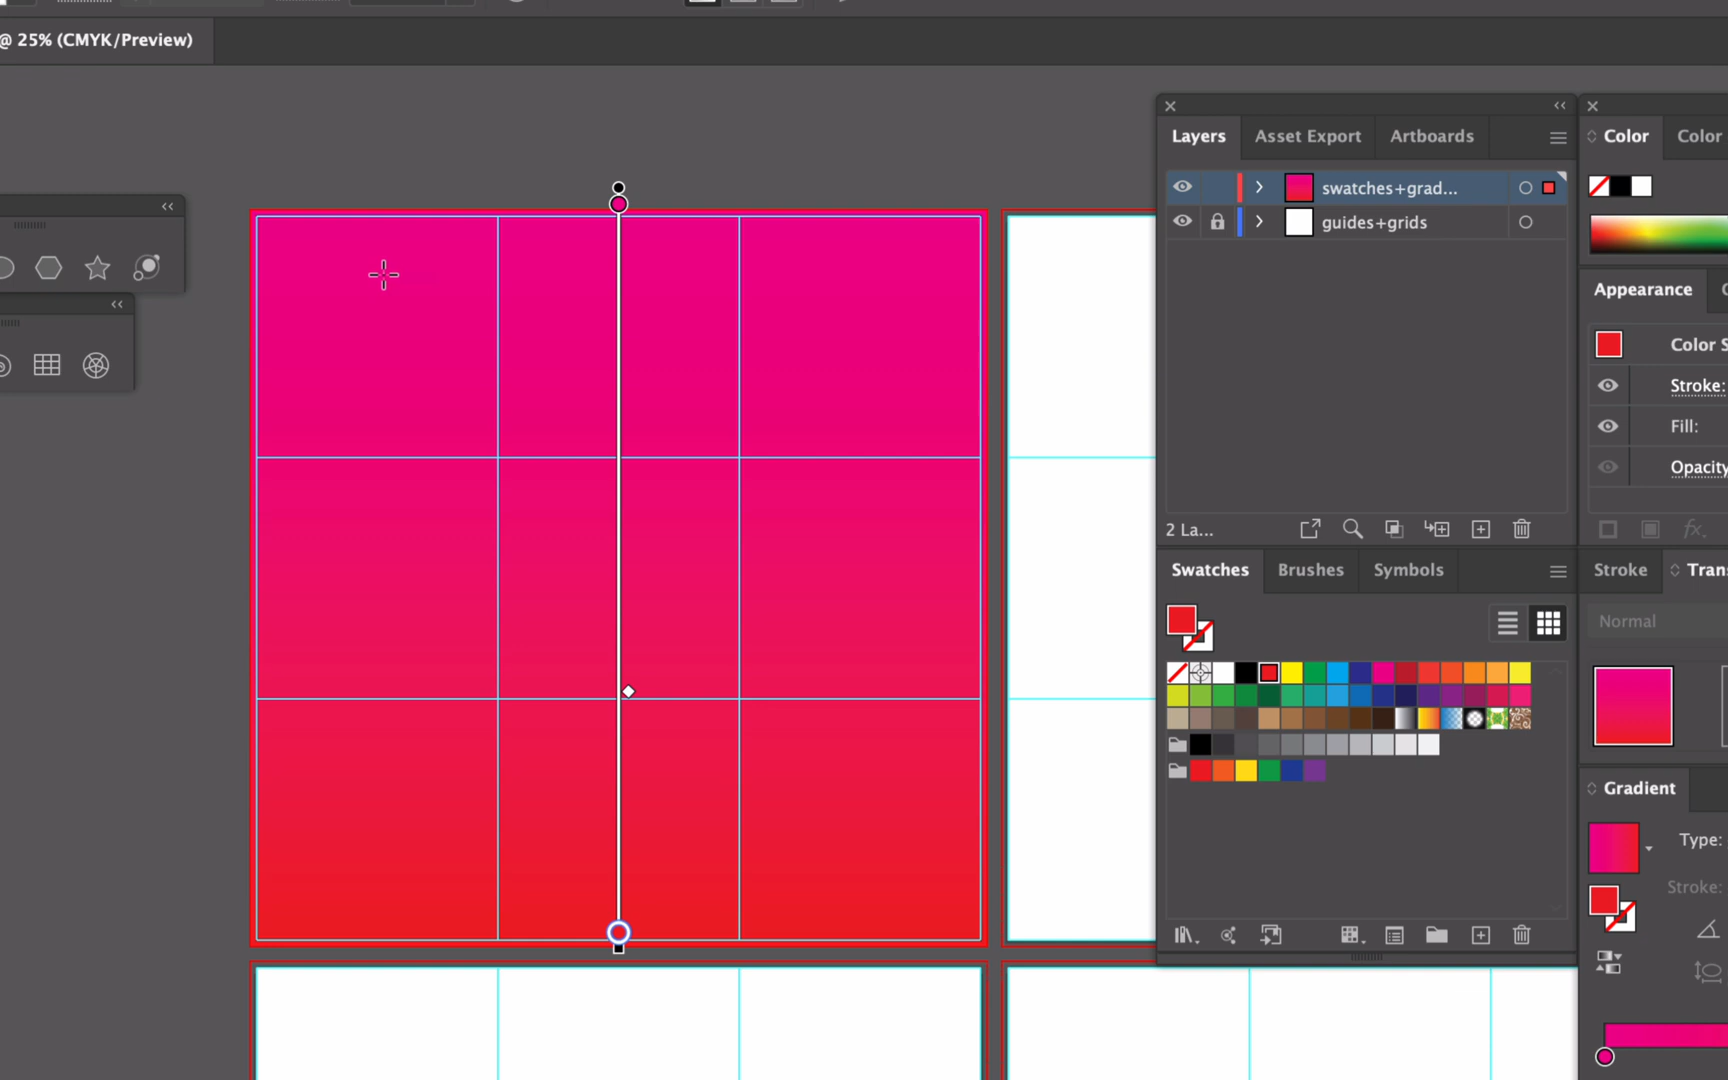 @ 25% (CMYK/Preview)
Layers Asset Export Artboards
swatches+grad...
guides+grids
2 La...
Swatches Brushes Symbols
Color Color
Appearance
Color S
Stroke:
Fill:
Opacity
fx.
Stroke Tran
Normal
Gradient
Type:
Stroke: